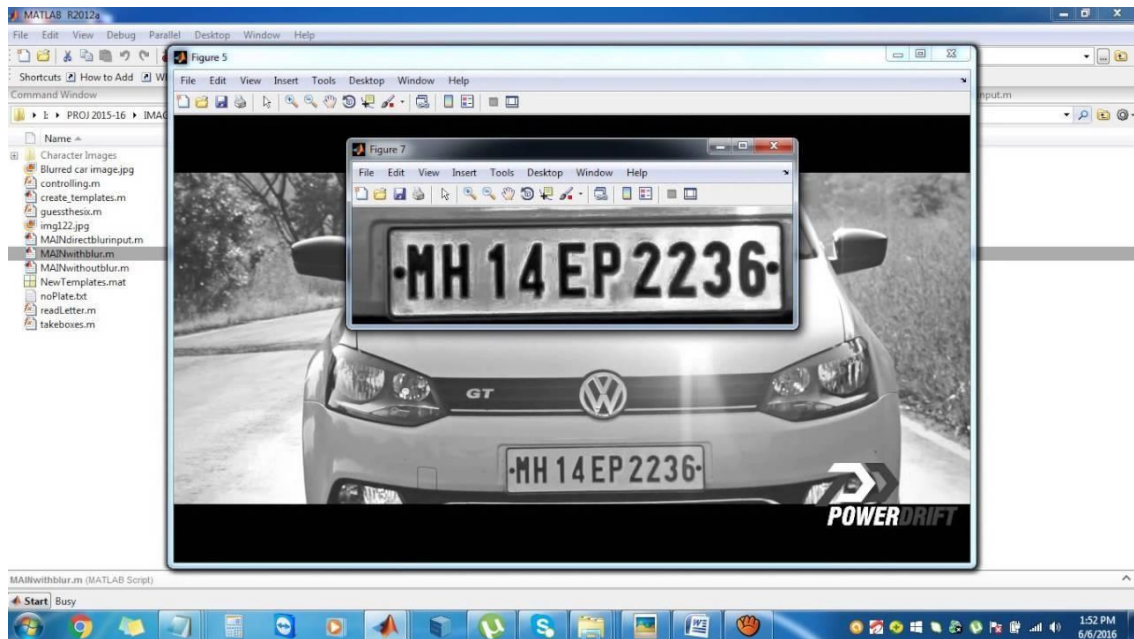 MATLAB R2012a
File Edit View Debug Parallel Desktop Window Help
Shortcuts How to Add
Command Window
input.m
I: PROJ 2015-16
Name
Character Images
Blurred car image.jpg
controlling.m
create_templates.m
guessthesix.m
img122.jpg
MAINdirectblurinput.m
MAINwithblur.m
MAINwithoutblur.m
NewTemplates.mat
noPlate.txt
readLetter.m
takeboxes.m
Figure 5
File Edit View Insert Tools Desktop Window Help
Figure 7
File Edit View Insert Tools Desktop Window Help
MH 14 EP 2236
GT
MH 14 EP 2236
POWERDRIFT
MAINwithblur.m (MATLAB Script)
Start Busy
1:52 PM
6/6/2016